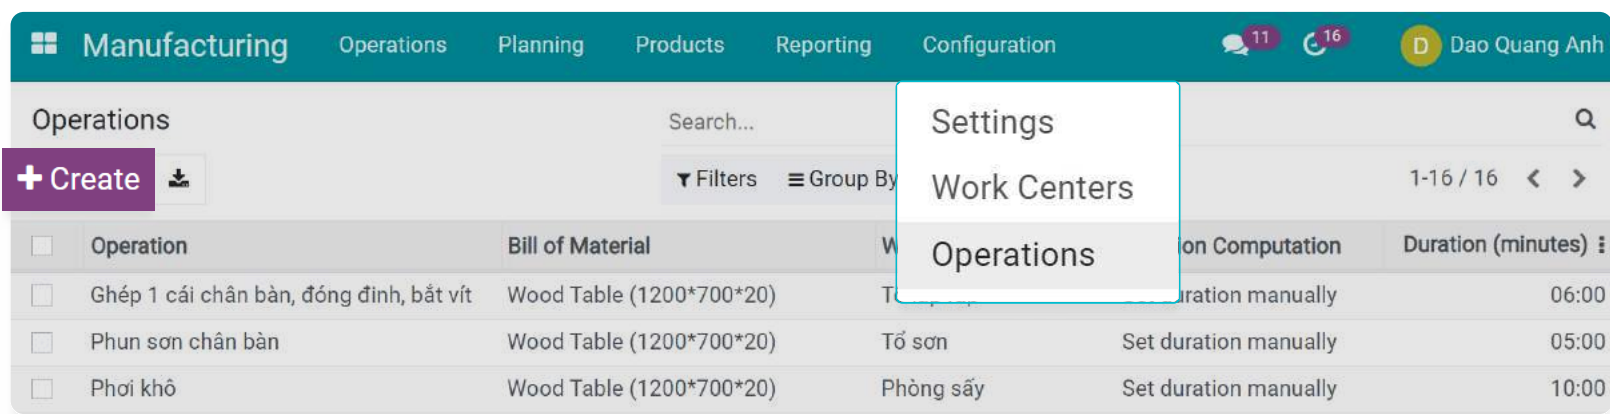 Manufacturing Operations Planning Products Reporting Configuration 11 16 D Dao Quang Anh
Operations Search... Settings
+ Create Filters Group By Work Centers 1-16 / 16
Operation Bill of Material W Operations ion Computation Duration (minutes)
Ghép 1 cái chân bàn, đóng đinh, bắt vít Wood Table (1200*700*20) duration manually 06:00
Phun sơn chân bàn Wood Table (1200*700*20) Tổ sơn Set duration manually 05:00
Phơi khô Wood Table (1200*700*20) Phòng sấy Set duration manually 10:00